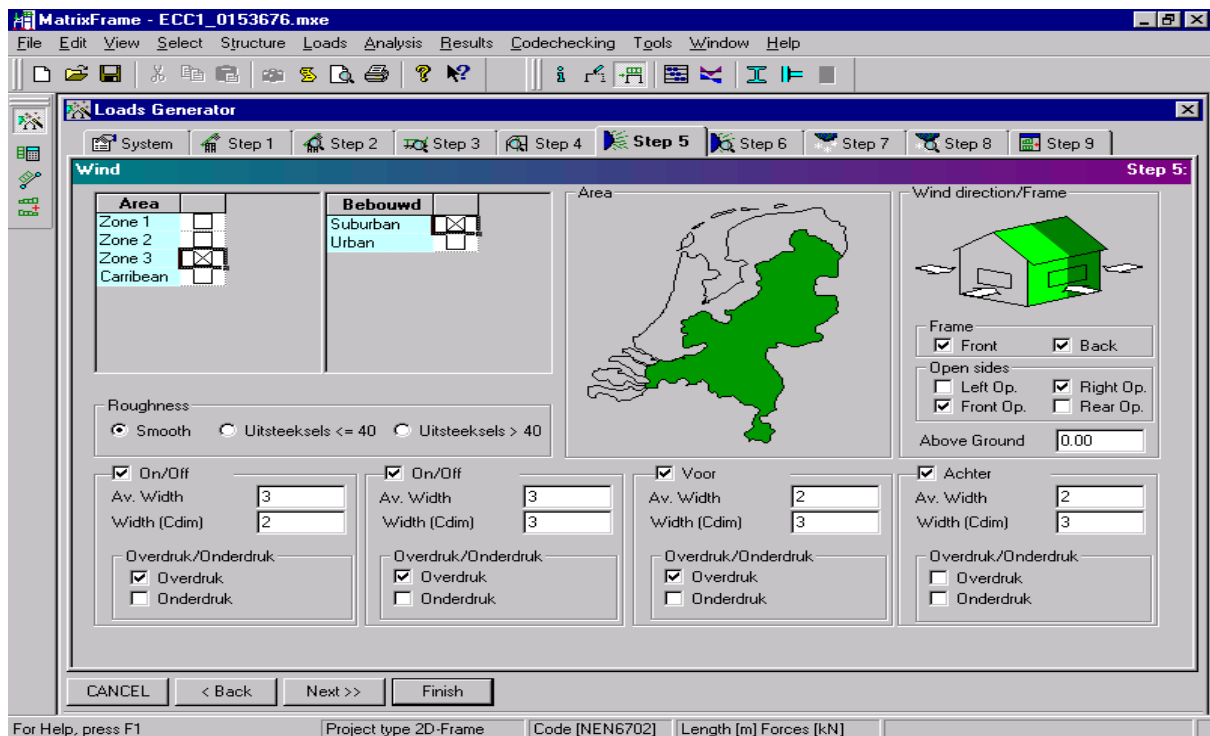 MatrixFrame - ECC1_0153676.mxe
File Edit View Select Structure Loads Analysis Results Codechecking Tools Window Help
Loads Generator
System Step 1 Step 2 Step 3 Step 4 Step 5 Step 6 Step 7 Step 8 Step 9
Wind Step 5:
Area
Zone 1
Zone 2
Zone 3
Carribean
Bebouwd
Suburban
Urban
Area
Wind direction/Frame
Frame
Front Back
Open sides
Left Op. Right Op.
Front Op. Rear Op.
Above Ground 0.00
Roughness
Smooth Uitsteeksels <= 40 Uitsteeksels > 40
On/Off
Av. Width 3
Width (Cdim) 2
Overdruk/Onderdruk
Overdruk
Onderdruk
On/Off
Av. Width 3
Width (Cdim) 3
Overdruk/Onderdruk
Overdruk
Onderdruk
Voor
Av. Width 2
Width (Cdim) 3
Overdruk/Onderdruk
Overdruk
Onderdruk
Achter
Av. Width 2
Width (Cdim) 3
Overdruk/Onderdruk
Overdruk
Onderdruk
CANCEL < Back Next >> Finish
For Help, press F1 Project type 2D-Frame Code [NEN6702] Length [m] Forces [kN]